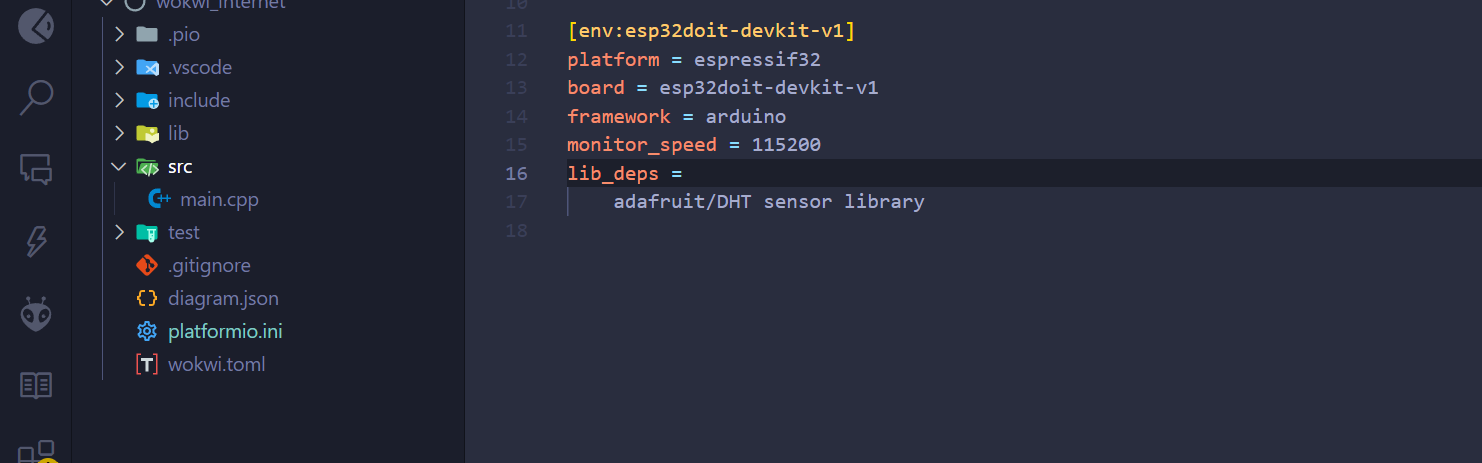 wokwi_internet
.pio
.vscode
include
lib
src
main.cpp
test
.gitignore
diagram.json
platformio.ini
wokwi.toml
10
11 [env:esp32doit-devkit-v1]
12 platform = espressif32
13 board = esp32doit-devkit-v1
14 framework = arduino
15 monitor_speed = 115200
16 lib_deps =
17 adafruit/DHT sensor library
18